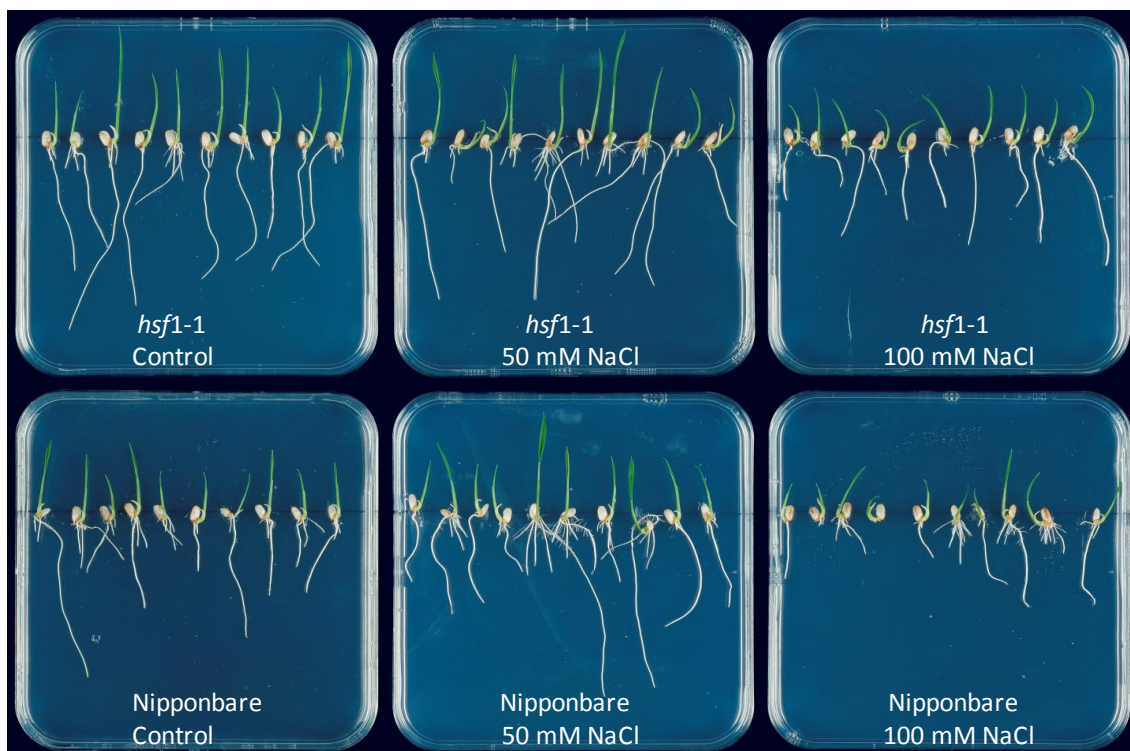 hsf1-1
Control
hsf1-1
50 mM NaCl
hsf1-1
100 mM NaCl
Nipponbare
Control
Nipponbare
50 mM NaCl
Nipponbare
100 mM NaCl